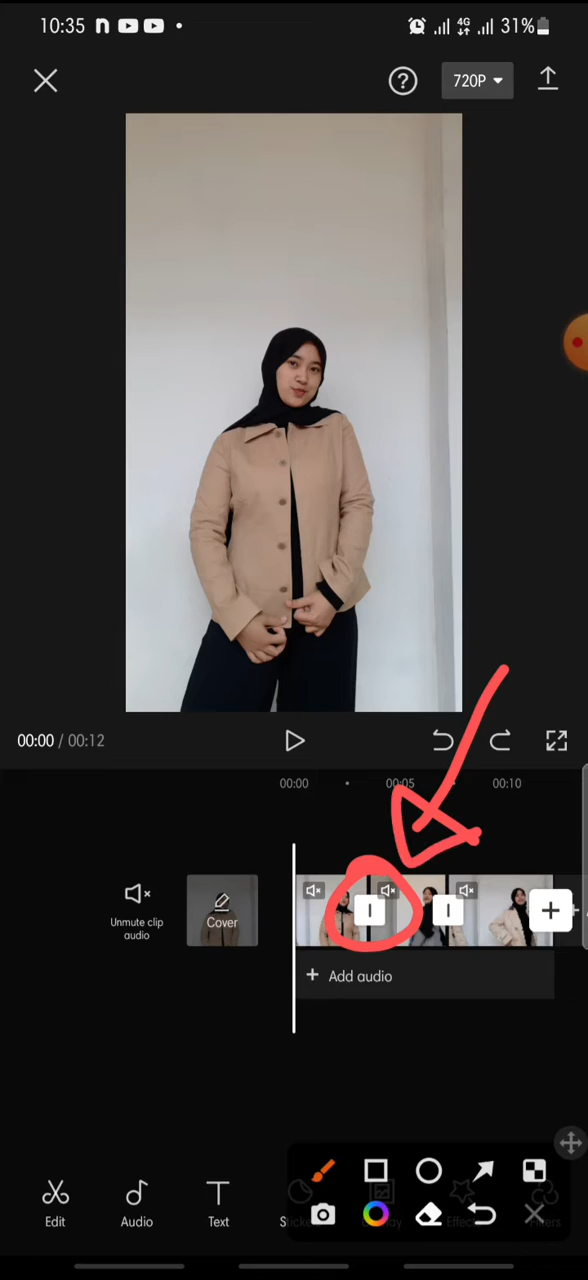 10:35 4G 31%
720P
00:00 / 00:12
00:00 00:05 00:10
Unmute clip
audio
Cover
+ Add audio
Edit Audio Text